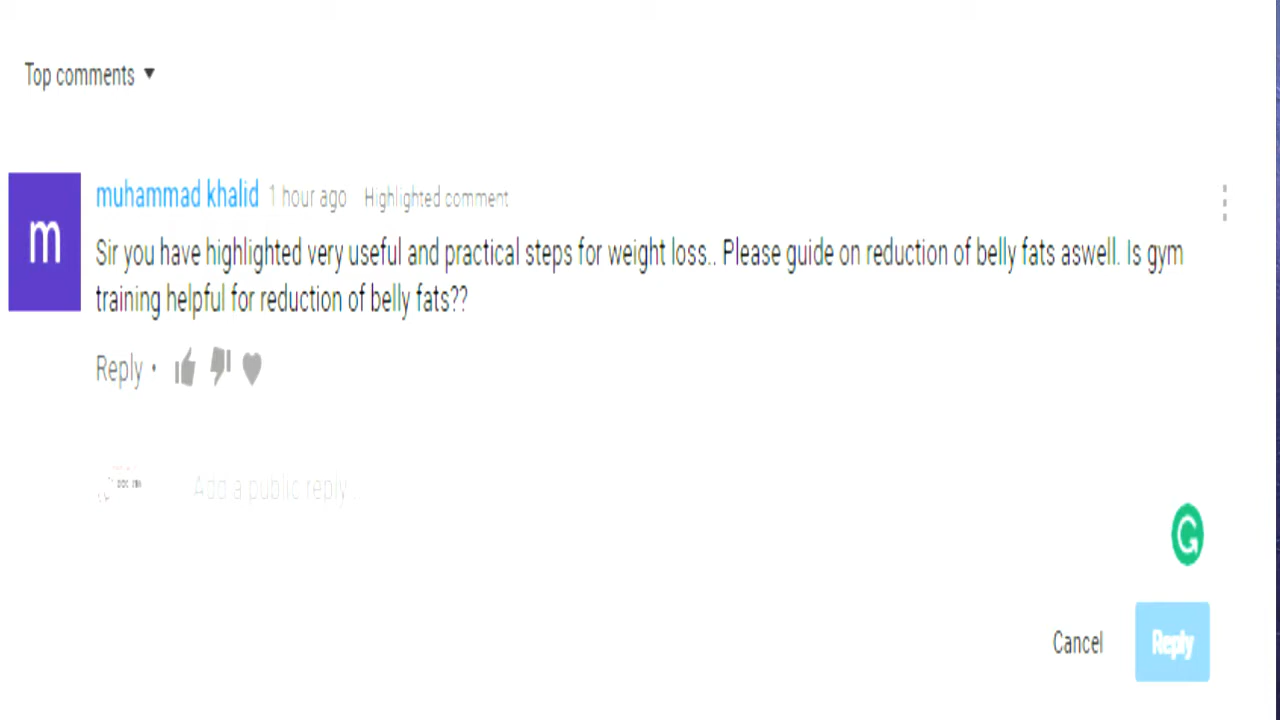 Top comments
m
muhammad khalid 1 hour ago Highlighted comment
Sir you have highlighted very useful and practical steps for weight loss.. Please guide on reduction of belly fats aswell. Is gym
training helpful for reduction of belly fats??
Reply •
Add a public reply...
G
Cancel Reply